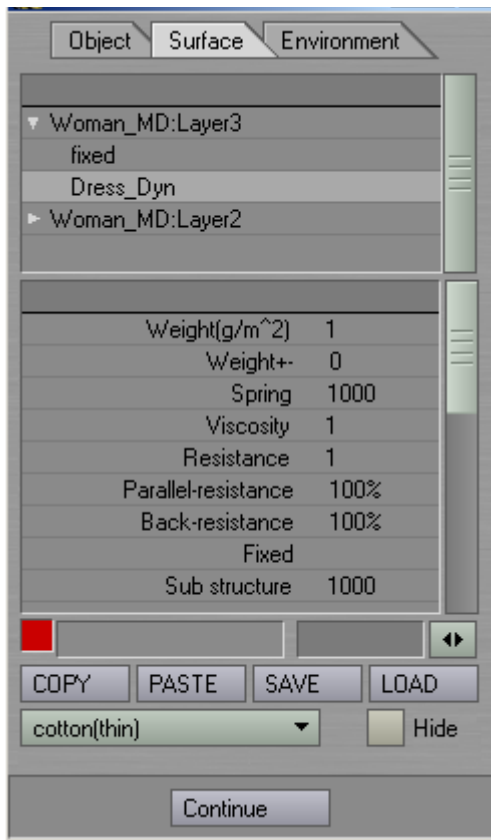 Object Surface Environment
Woman_MD:Layer3
fixed
Dress_Dyn
Woman_MD:Layer2
Weight(g/m^2) 1
Weight+- 0
Spring 1000
Viscosity 1
Resistance 1
Parallel-resistance 100%
Back-resistance 100%
Fixed
Sub structure 1000
COPY PASTE SAVE LOAD
cotton(thin) Hide
Continue